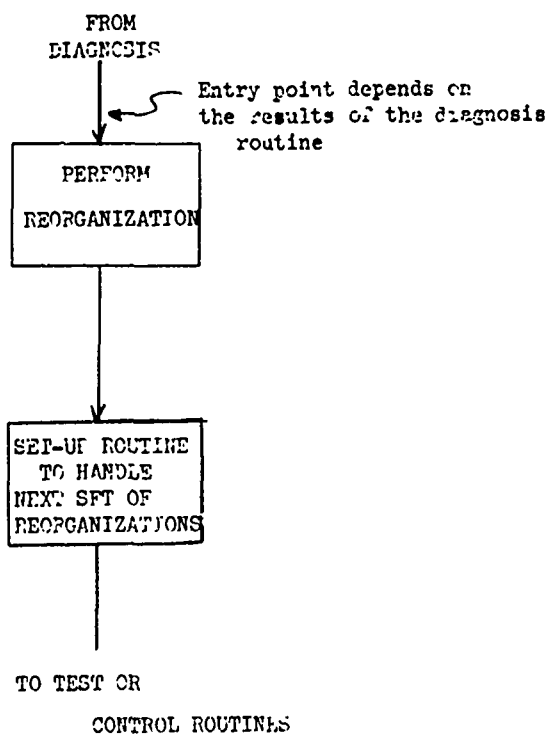 FROM
DIAGNOSIS
Entry point depends on
the results of the diagnosis
routine
PERFORM
REORGANIZATION
SET-UP ROUTINE
TO HANDLE
NEXT SET OF
REORGANIZATIONS
TO TEST OR
CONTROL ROUTINES